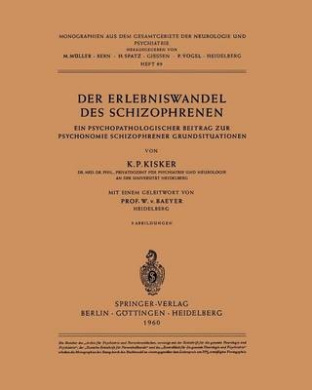 MONOGRAPHIEN AUS DEM GESAMTGEBIETE DER NEUROLOGIE UND
PSYCHIATRIE
HERAUSGEGEBEN VON
M. MÜLLER - BERN · H. SPATZ - GIESSEN · P. VOGEL - HEIDELBERG
HEFT 89
DER ERLEBNISWANDEL
DES SCHIZOPHRENEN
EIN PSYCHOPATHOLOGISCHER BEITRAG ZUR
PSYCHONOMIE SCHIZOPHRENER GRUNDSITUATIONEN
VON
K. P. KISKER
DR. MED. DR. PHIL., PRIVATDOZENT FÜR PSYCHIATRIE UND NEUROLOGIE
AN DER UNIVERSITÄT HEIDELBERG
MIT EINEM GELEITWORT VON
PROF. W. v. BAEYER
HEIDELBERG
ABBILDUNGEN
SPRINGER-VERLAG
BERLIN · GÖTTINGEN · HEIDELBERG
1960